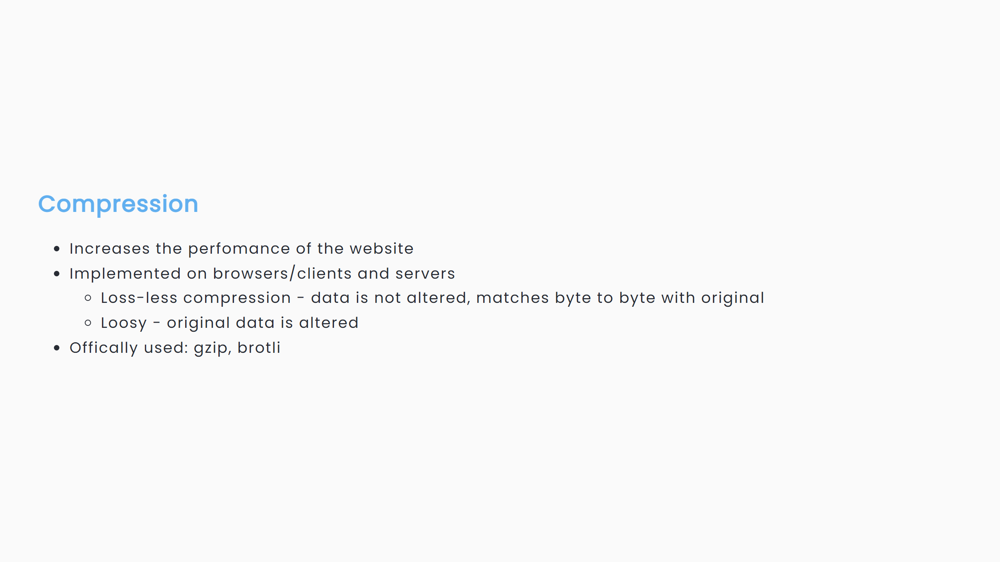 Compression
Increases the perfomance of the website
Implemented on browsers/clients and servers
Loss-less compression - data is not altered, matches byte to byte with original
Loosy - original data is altered
Offically used: gzip, brotli